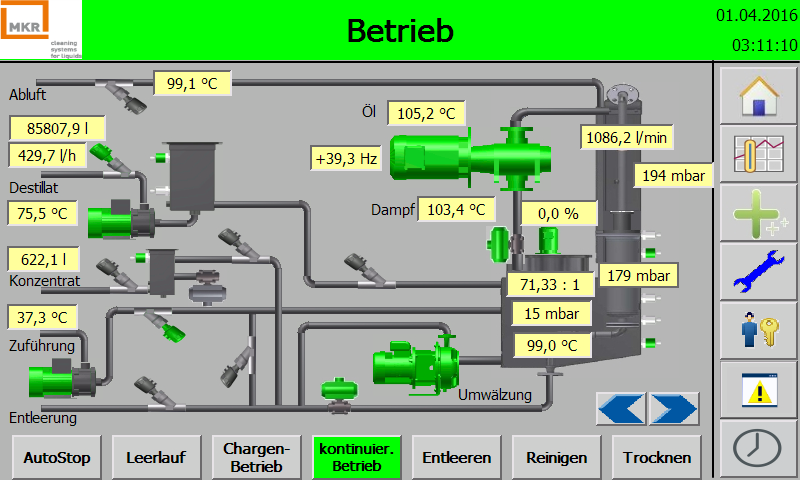 MKR
cleaning
systems
for liquids
Betrieb
01.04.2016
03:11:10
Abluft
99,1 °C
Öl
105,2 °C
85807,9 l
429,7 l/h
+39,3 Hz
1086,2 l/min
194 mbar
Destillat
75,5 °C
Dampf
103,4 °C
0,0 %
622,1 l
Konzentrat
71,33 : 1
179 mbar
37,3 °C
15 mbar
Zuführung
99,0 °C
Umwälzung
Entleerung
AutoStop
Leerlauf
Chargen-
Betrieb
kontinuier.
Betrieb
Entleeren
Reinigen
Trocknen